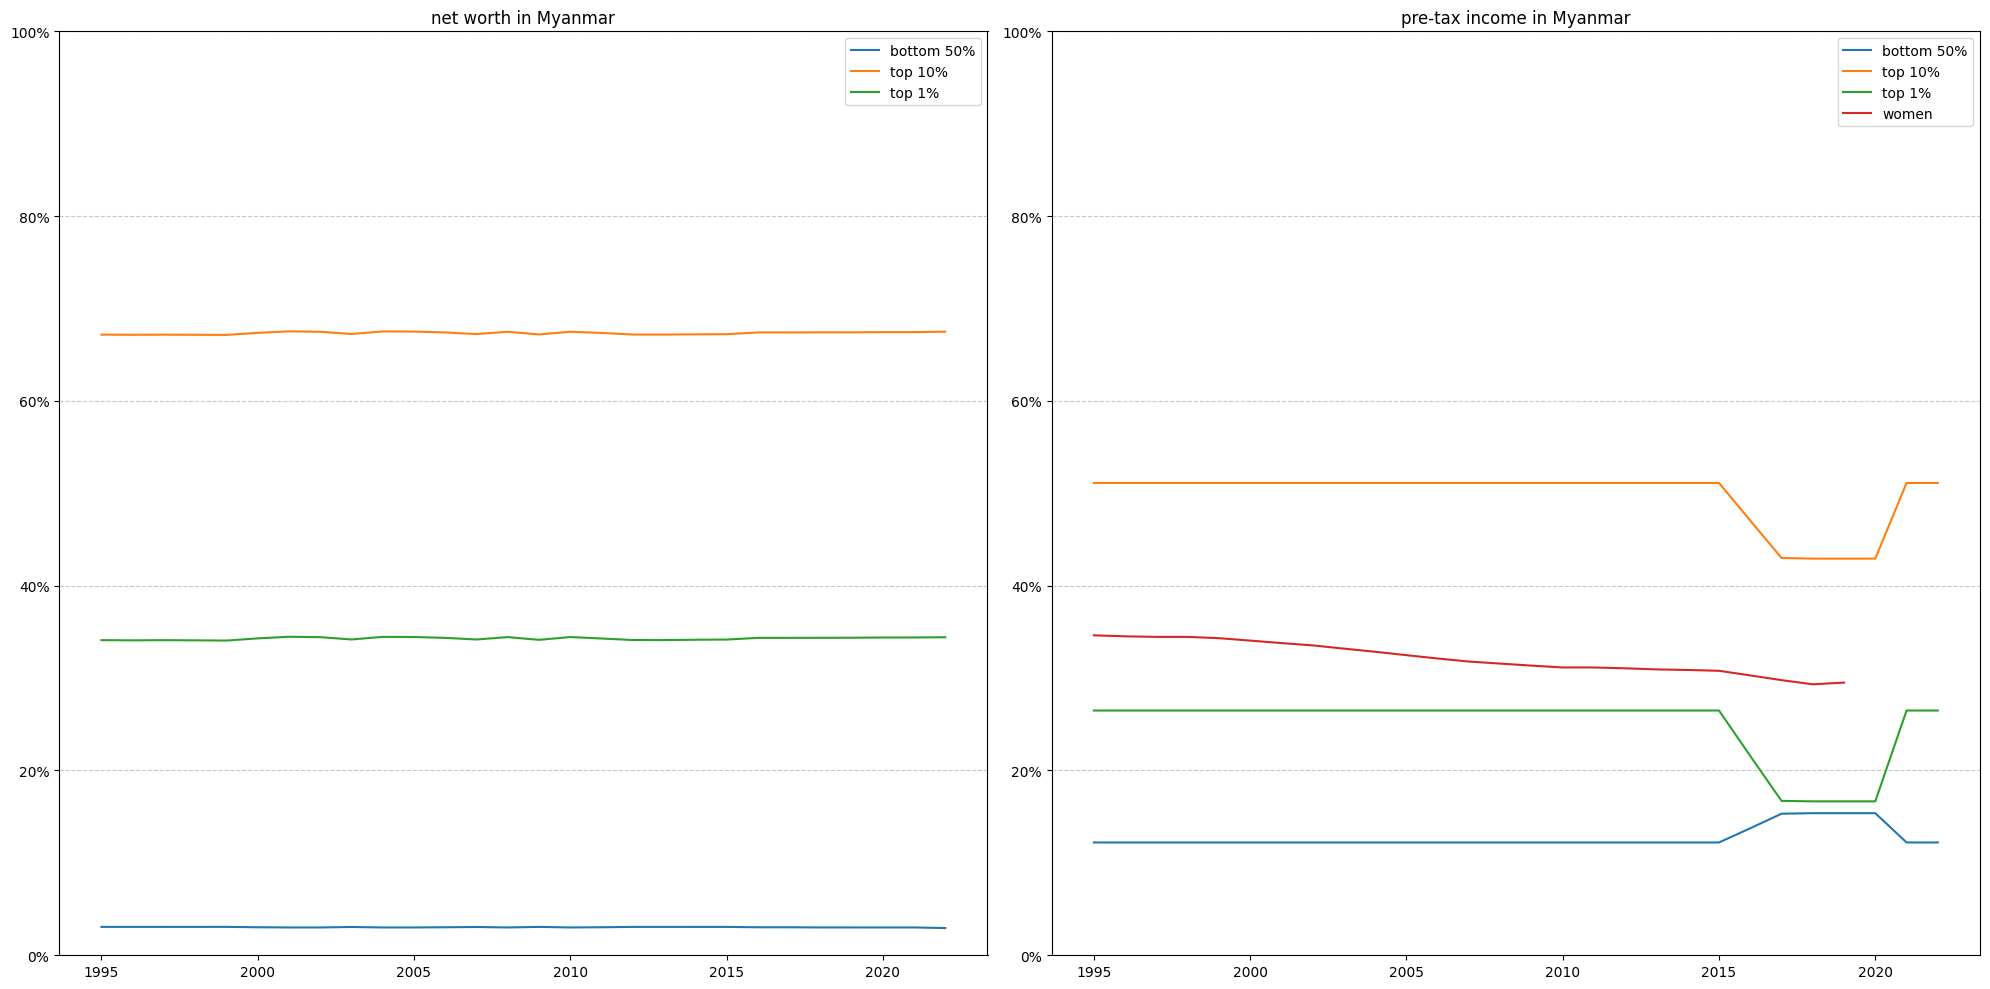 net worth in Myanmar
100%
80%
60%
40%
20%
0%
1995 2000 2005 2010 2015 2020
bottom 50%
top 10%
top 1%
pre-tax income in Myanmar
100%
80%
60%
40%
20%
0%
1995 2000 2005 2010 2015 2020
bottom 50%
top 10%
top 1%
women